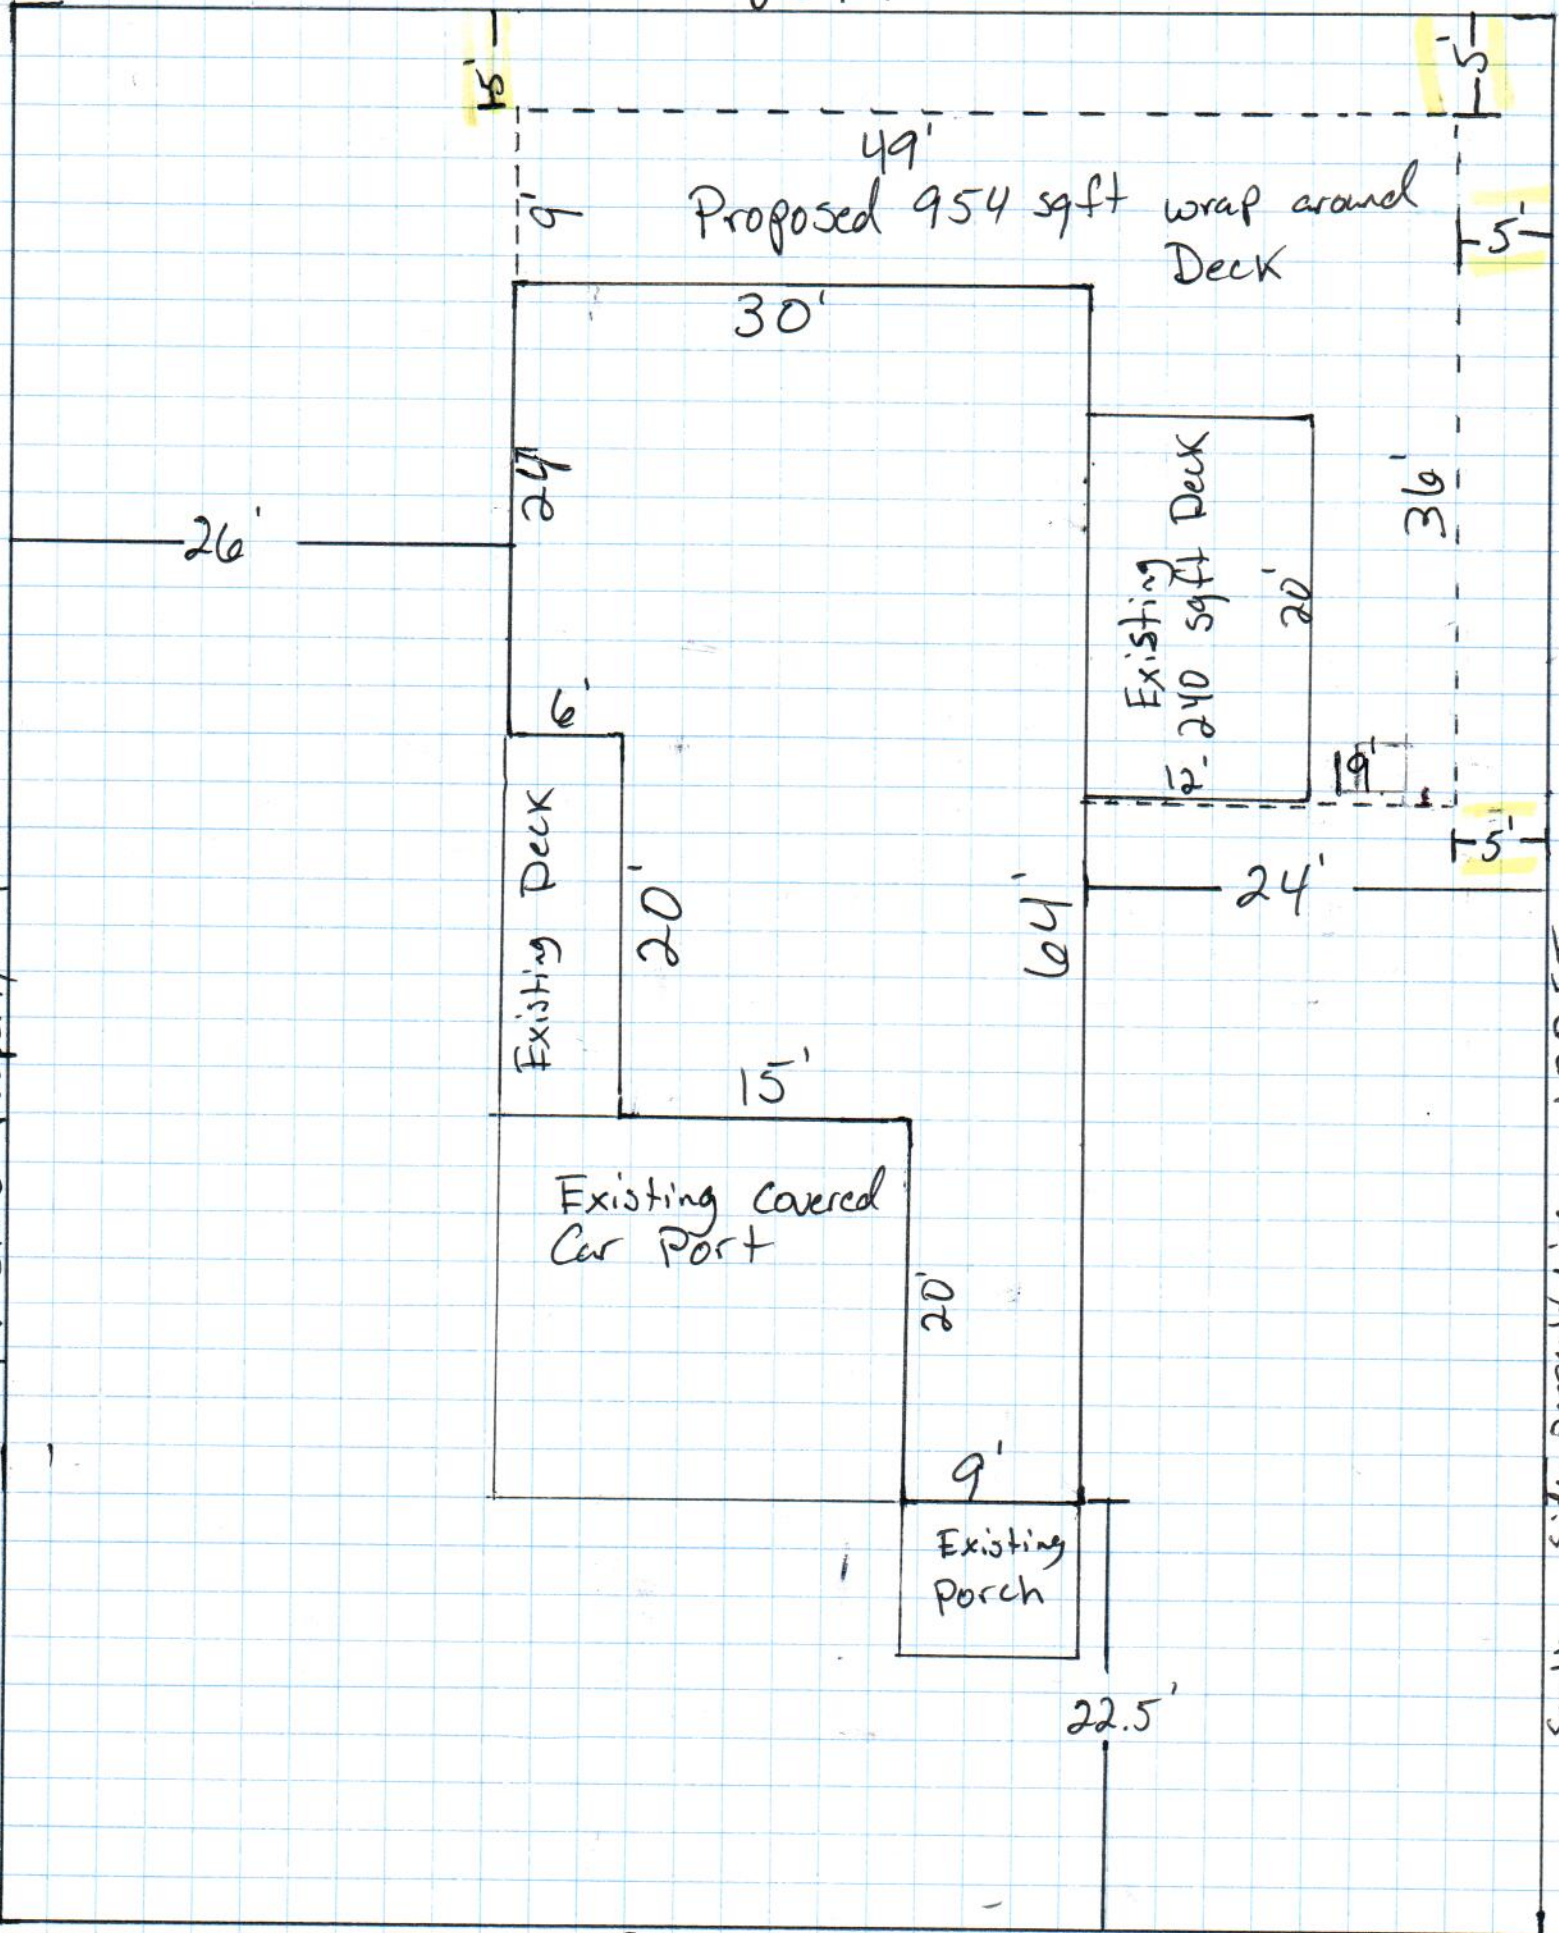 5'
5'
49'
9'
Proposed 954 sqft wrap around
Deck
5'
30'
24'
26'
36'
Existing
240 sqft Deck
20'
12'
6'
19'
5'
Existing Deck
20'
64'
24'
15'
Existing Covered
Car Port
20'
9'
Existing
Porch
22.5'